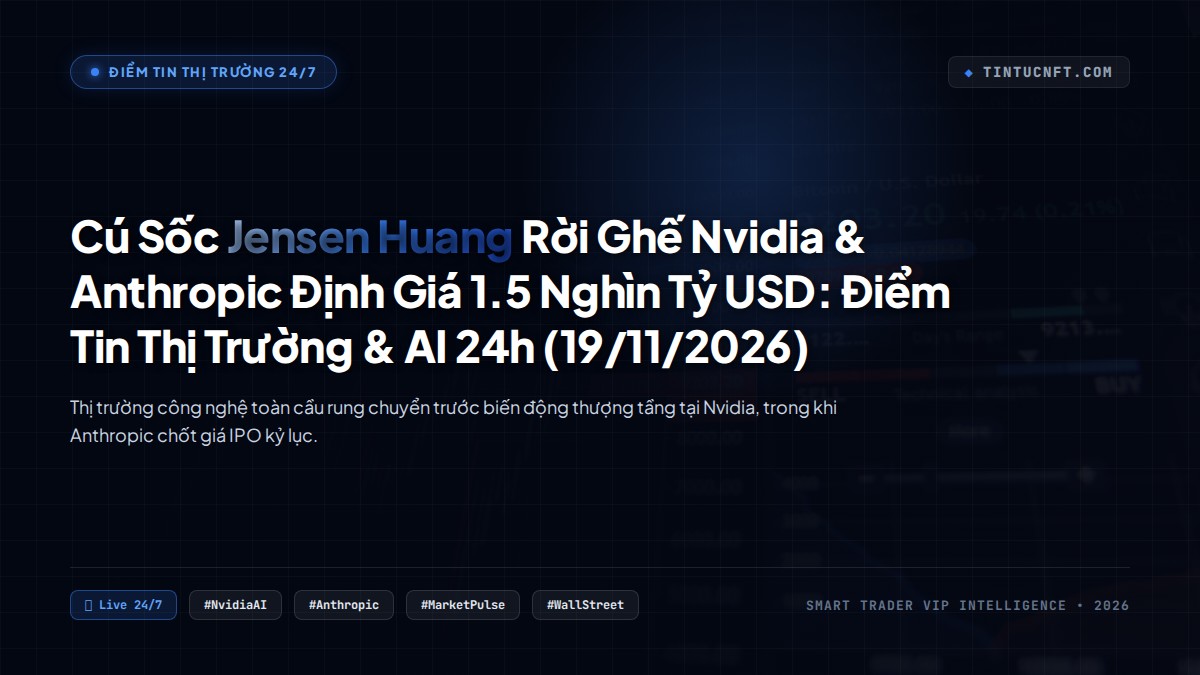 ĐIỂM TIN THỊ TRƯỜNG 24/7
TINTUCNFT.COM
Cú Sốc Jensen Huang Rời Ghế Nvidia &
Anthropic Định Giá 1.5 Nghìn Tỷ USD: Điểm
Tin Thị Trường & AI 24h (19/11/2026)
Thị trường công nghệ toàn cầu rung chuyển trước biến động thượng tầng tại Nvidia, trong khi
Anthropic chốt giá IPO kỷ lục.
BUY
Live 24/7
#NvidiaAI
#Anthropic
#MarketPulse
#WallStreet
SMART TRADER VIP INTELLIGENCE • 2026